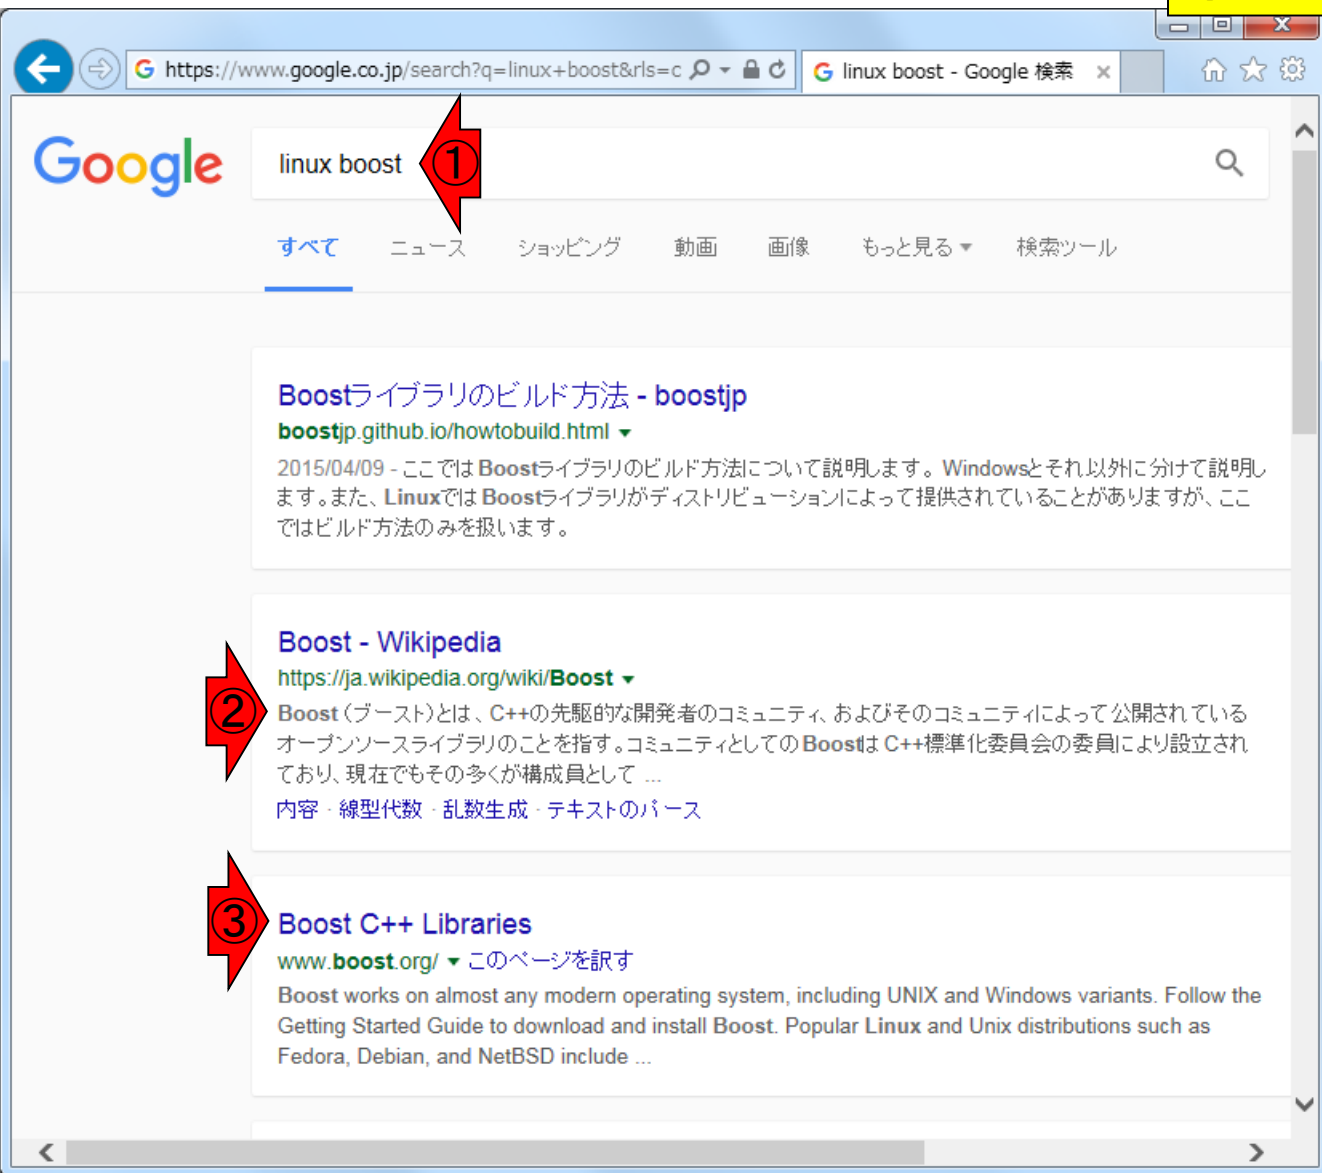 https://www.google.co.jp/search?q=linux+boost&rls=c
linux boost - Google 検索
Google
linux boost
①
すべて ニュース ショッピング 動画 画像 もっと見る 検索ツール
Boostライブラリのビルド方法 - boostjp
boostjp.github.io/howtobuild.html
2015/04/09 - ここでは Boostライブラリのビルド方法について説明します。 Windowsとそれ以外に分けて説明し
ます。また、Linuxでは Boostライブラリがディストリビューションによって提供されていることがありますが、ここ
ではビルド方法のみを扱います。
Boost - Wikipedia
https://ja.wikipedia.org/wiki/Boost
②
Boost（ブースト）とは、C++の先駆的な開発者のコミュニティ、およびそのコミュニティによって公開されている
オープンソースライブラリのことを指す。コミュニティとしての Boostは C++標準化委員会の委員により設立され
ており、現在でもその多くが構成員として ...
内容 · 線型代数 · 乱数生成 · テキストのパース
③
Boost C++ Libraries
www.boost.org/ このページを訳す
Boost works on almost any modern operating system, including UNIX and Windows variants. Follow the
Getting Started Guide to download and install Boost. Popular Linux and Unix distributions such as
Fedora, Debian, and NetBSD include ...